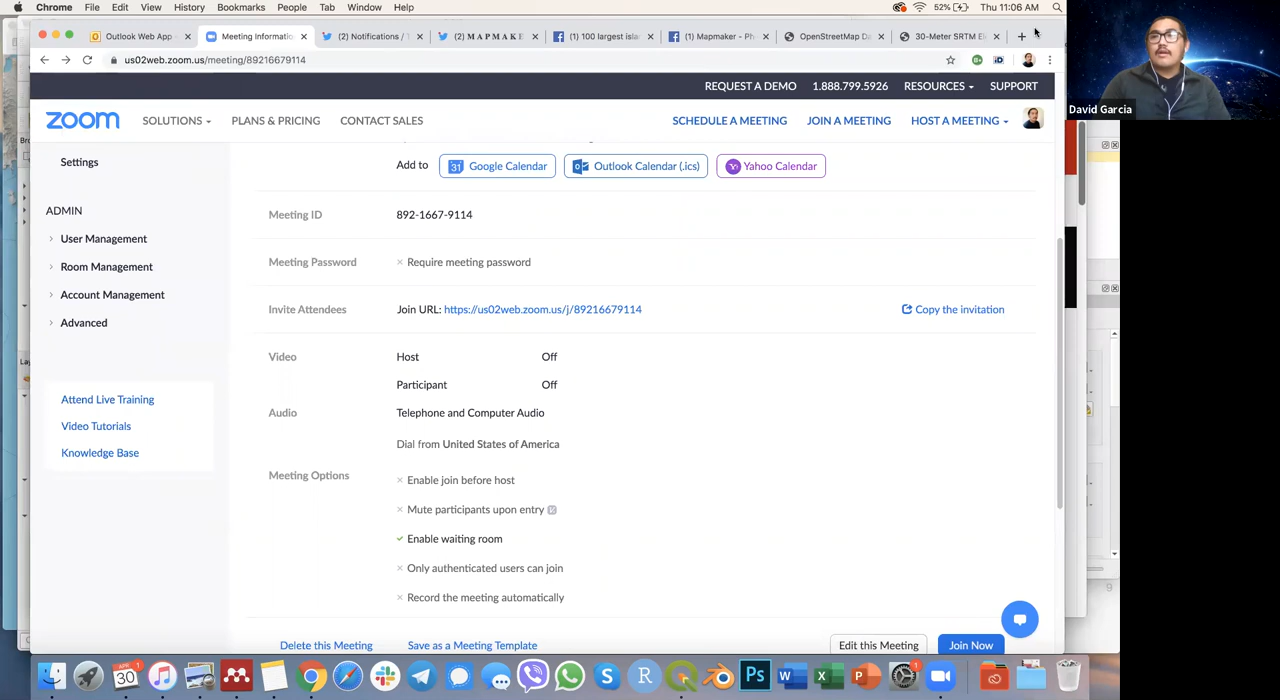 Chrome File Edit View History Bookmarks People Tab Window Help 52% Thu 11:06 AM
Outlook Web App Meeting Informatio (2) Notifications / T (2) 𝐌 𝐀 𝐏 𝐌 𝐀 𝐊 𝐄 (1) 100 largest isla (1) Mapmaker - Ph OpenStreetMap Da 30-Meter SRTM El
us02web.zoom.us/meeting/89216679114
REQUEST A DEMO 1.888.799.5926 RESOURCES SUPPORT
zoom SOLUTIONS PLANS & PRICING CONTACT SALES SCHEDULE A MEETING JOIN A MEETING HOST A MEETING
David Garcia
Settings
Add to 31 Google Calendar Outlook Calendar (.ics) Yahoo Calendar
ADMIN
Meeting ID 892-1667-9114
User Management
Meeting Password Require meeting password
Room Management
Account Management
Invite Attendees Join URL: https://us02web.zoom.us/j/89216679114 Copy the invitation
Advanced
Video Host Off
Participant Off
Attend Live Training
Audio Telephone and Computer Audio
Video Tutorials
Dial from United States of America
Knowledge Base
Meeting Options Enable join before host
Mute participants upon entry
Enable waiting room
Only authenticated users can join
Record the meeting automatically
Delete this Meeting Save as a Meeting Template Edit this Meeting Join Now
APR 30 1 R Ps W X P 1